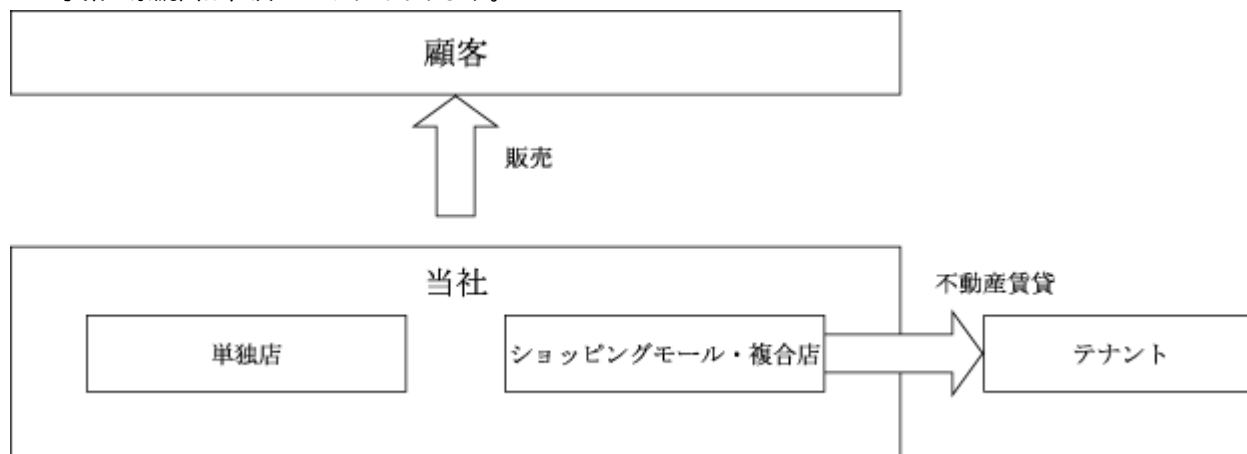 顧客
販売
当社
不動産賃貸
単独店
ショッピングモール・複合店
テナント